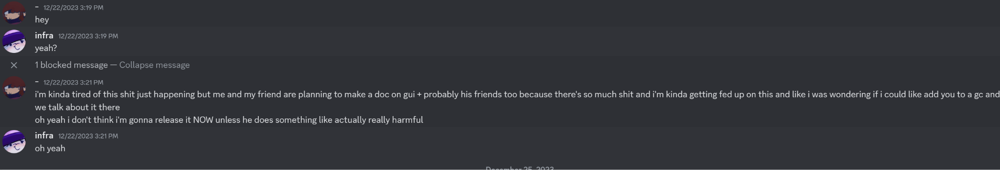 - 12/22/2023 3:19 PM
hey
infra 12/22/2023 3:19 PM
yeah?
1 blocked message — Collapse message
- 12/22/2023 3:21 PM
i'm kinda tired of this shit just happening but me and my friend are planning to make a doc on gui + probably his friends too because there's so much shit and i'm kinda getting fed up on this and like i was wondering if i could like add you to a gc and
we talk about it there
oh yeah i don't think i'm gonna release it NOW unless he does something like actually really harmful
infra 12/22/2023 3:21 PM
oh yeah
December 25, 2023